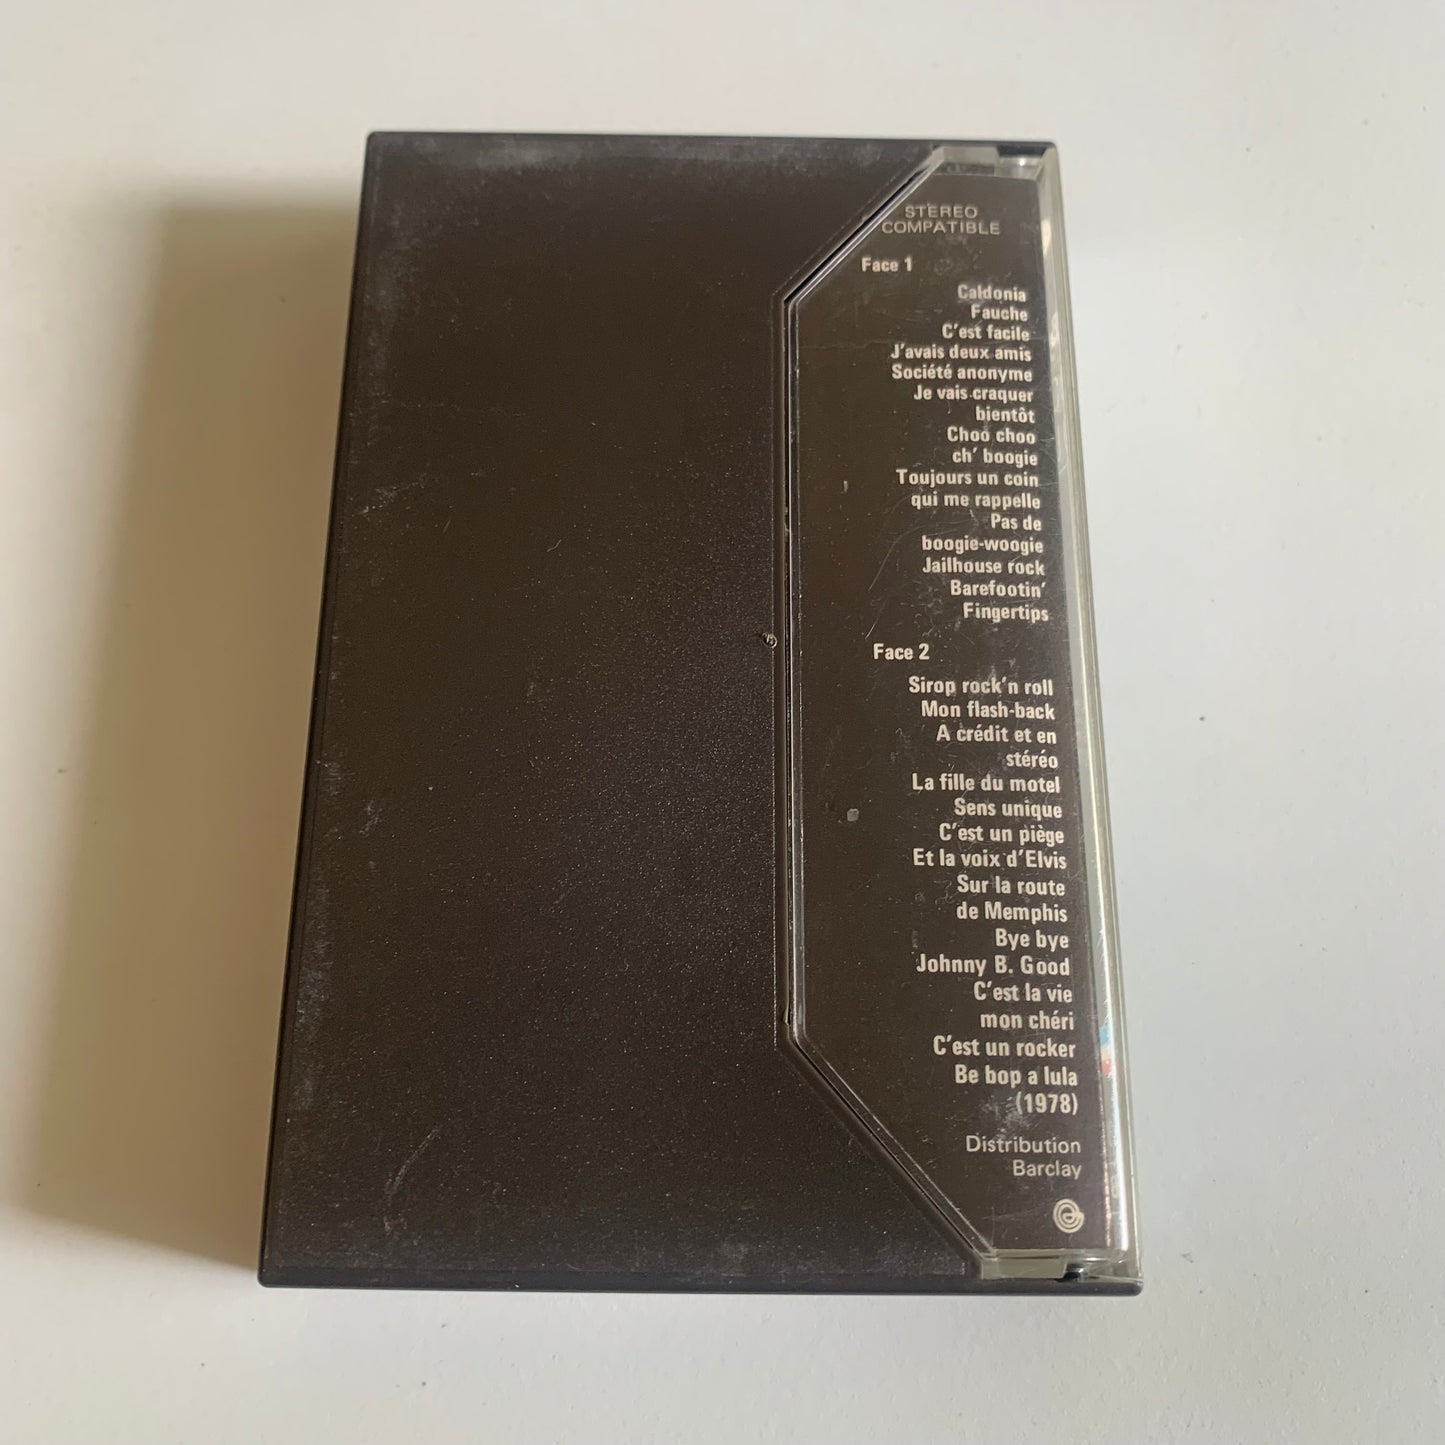 STEREO
COMPATIBLE
Face 1
Caldonia
Fauche
C'est facile
J'avais deux amis
Société anonyme
Je vais craquer
bientôt
Choo choo
ch' boogie
Toujours un coin
qui me rappelle
Pas de
boogie-woogie
Jailhouse rock
Barefootin'
Fingertips
Face 2
Sirop rock'n roll
Mon flash-back
A crédit et en
stéréo
La fille du motel
Sens unique
C'est un piège
Et la voix d'Elvis
Sur la route
de Memphis
Bye bye
Johnny B. Good
C'est la vie
mon chéri
C'est un rocker
Be bop a lula
(1978)
Distribution
Barclay